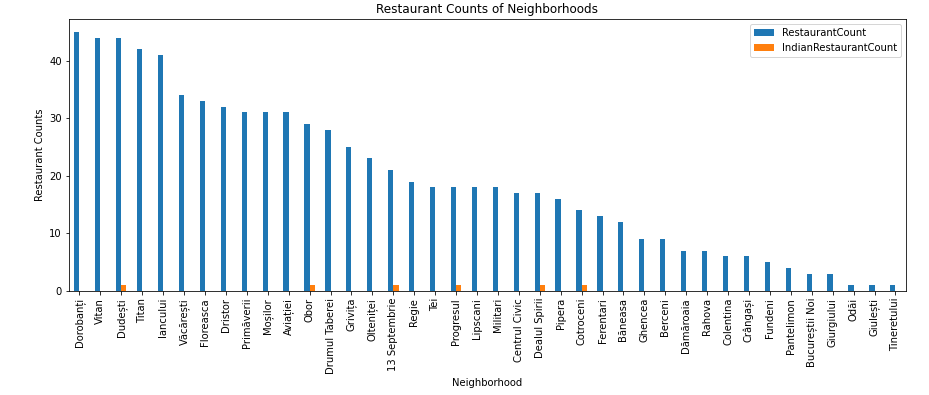 Restaurant Counts of Neighborhoods
RestaurantCount
IndianRestaurantCount
Restaurant Counts
40
30
20
10
0
Dorobanți
Vitan
Dudești
Titan
Iancului
Văcărești
Floreasca
Dristor
Primăverii
Moșilor
Aviației
Obor
Drumul Taberei
Grivița
Olteniței
13 Septembrie
Regie
Tei
Progresul
Lipscani
Militari
Centrul Civic
Dealul Spirii
Pipera
Cotroceni
Ferentari
Băneasa
Ghencea
Berceni
Dămăroaia
Rahova
Colentina
Crângași
Fundeni
Pantelimon
Bucureștii Noi
Giurgiului
Odăi
Giulești
Tineretului
Neighborhood